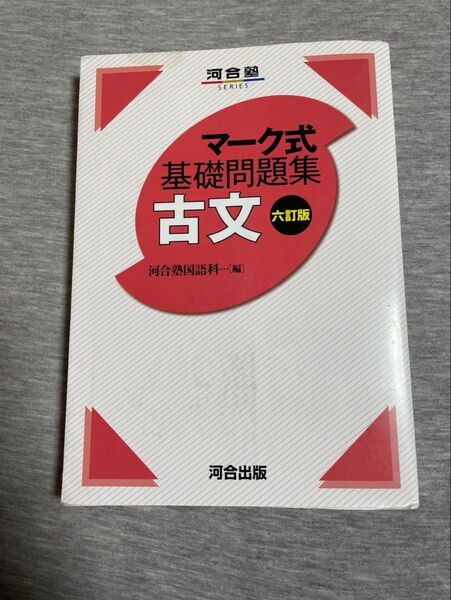 河合塾
SERIES
マーク式
基礎問題集
古文
六訂版
河合塾国語科…[編]
河合出版